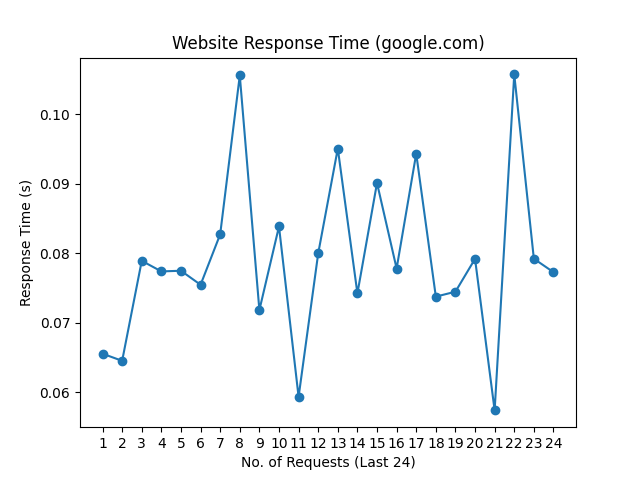 Website Response Time (google.com)
0.10
0.09
0.08
0.07
0.06
Response Time (s)
1 2 3 4 5 6 7 8 9 10 11 12 13 14 15 16 17 18 19 20 21 22 23 24
No. of Requests (Last 24)